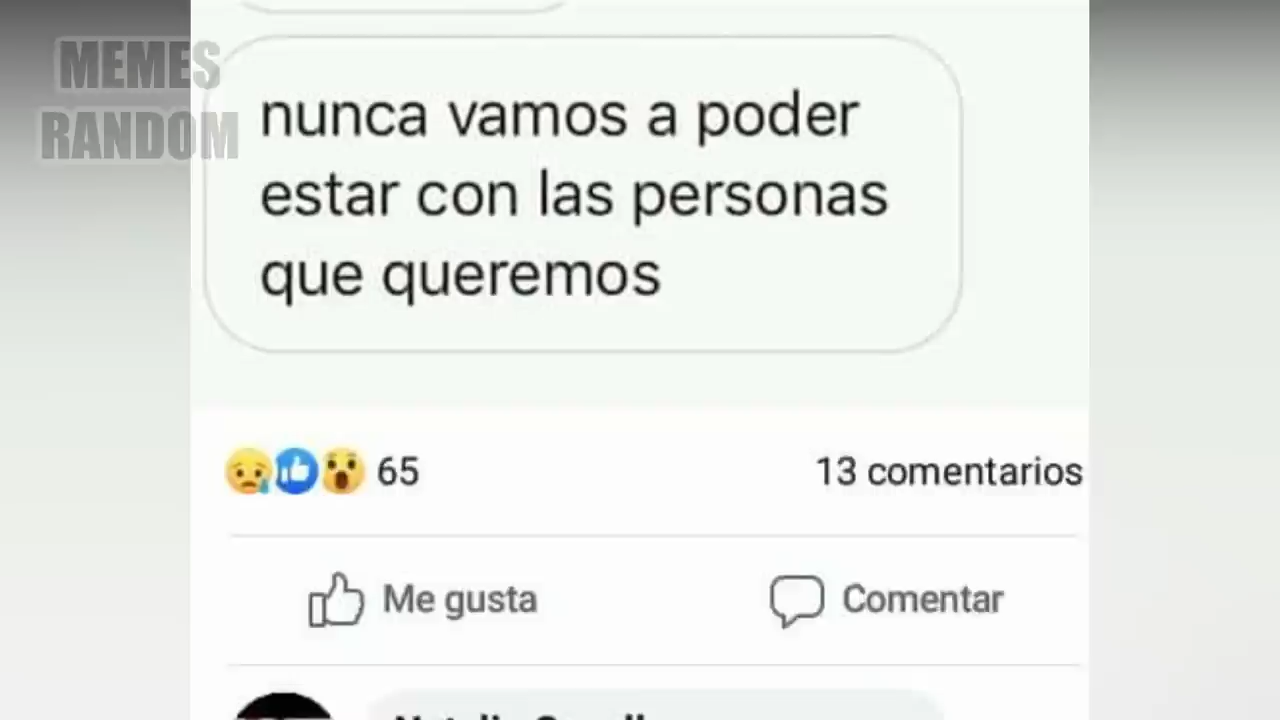 MEMES
RANDOM
nunca vamos a poder
estar con las personas
que queremos
65
13 comentarios
Me gusta
Comentar